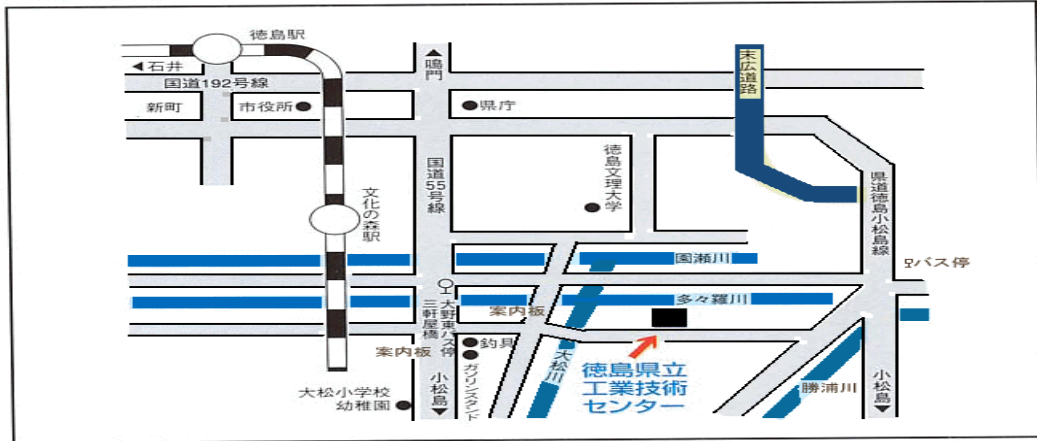 徳島駅
◀石井
国道192号線
新町
市役所
▲鳴門
県庁
末広道路
国道55号線
徳島文理大学
文化の森駅
県道徳島小松島線
園瀬川
バス停
多々羅川
案内板
大野東バス停
三軒屋橋
案内板
釣具
ガソリンスタンド
大松川
徳島県立
工業技術
センター
勝浦川
小松島▼
小松島▼
大松小学校
幼稚園